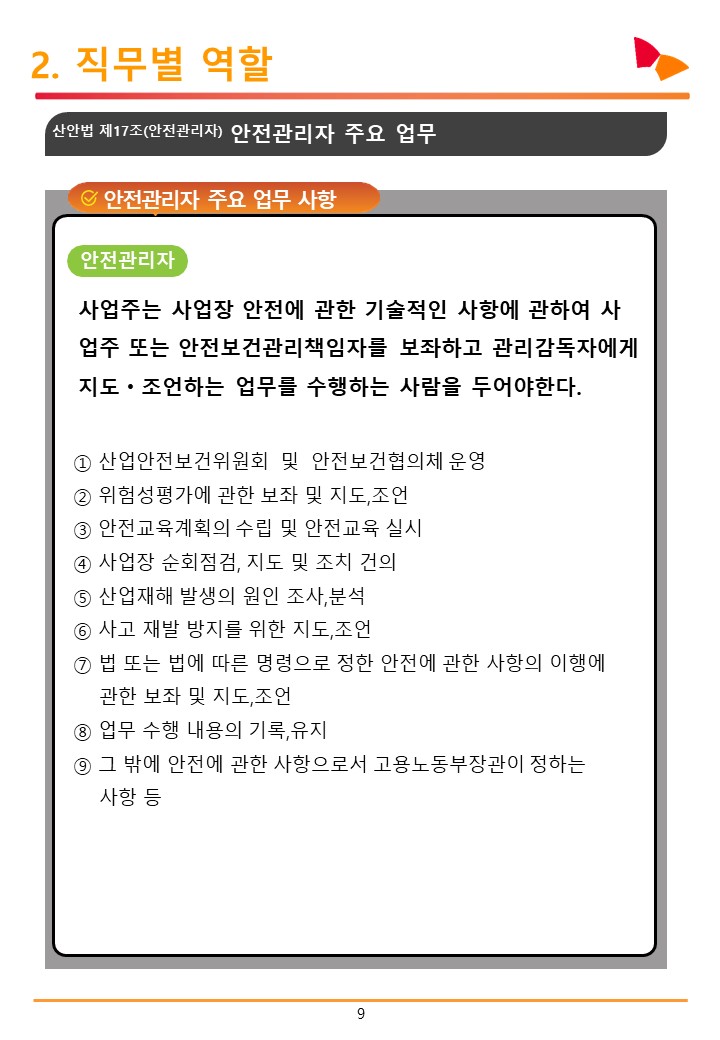 2. 직무별 역할
산안법 제17조(안전관리자) 안전관리자 주요 업무
안전관리자 주요 업무 사항
안전관리자
사업주는 사업장 안전에 관한 기술적인 사항에 관하여 사
업주 또는 안전보건관리책임자를 보좌하고 관리감독자에게
지도·조언하는 업무를 수행하는 사람을 두어야한다.
① 산업안전보건위원회 및 안전보건협의체 운영
② 위험성평가에 관한 보좌 및 지도,조언
③ 안전교육계획의 수립 및 안전교육 실시
④ 사업장 순회점검, 지도 및 조치 건의
⑤ 산업재해 발생의 원인 조사,분석
⑥ 사고 재발 방지를 위한 지도,조언
⑦ 법 또는 법에 따른 명령으로 정한 안전에 관한 사항의 이행에
관한 보좌 및 지도,조언
⑧ 업무 수행 내용의 기록,유지
⑨ 그 밖에 안전에 관한 사항으로서 고용노동부장관이 정하는
사항 등
9